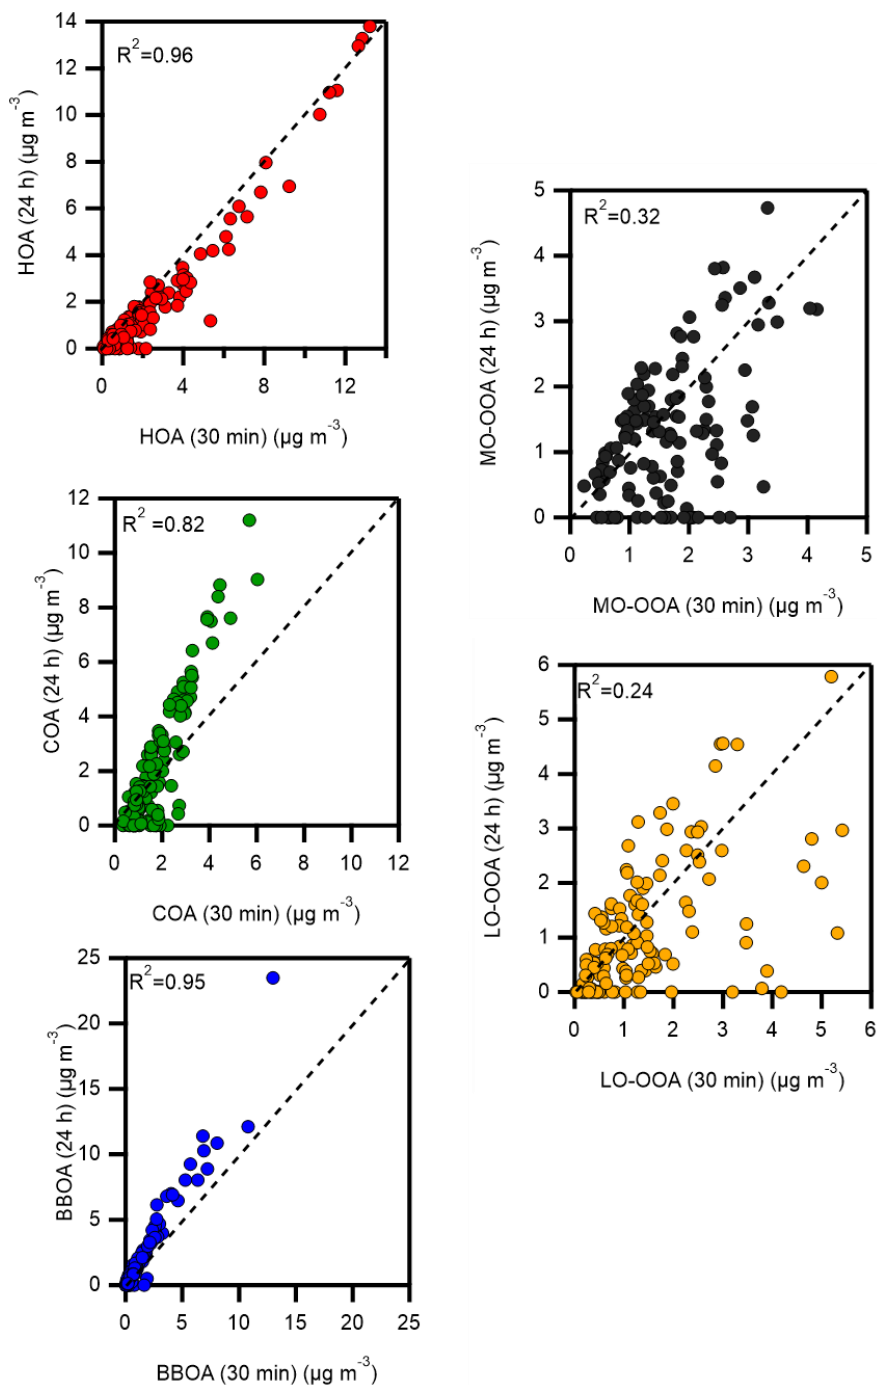 14
12
10
8
6
4
2
0
R²=0.96
HOA (24 h) (µg m⁻³)
0 4 8 12
HOA (30 min) (µg m⁻³)
12
10
8
6
4
2
0
R² =0.82
COA (24 h) (µg m⁻³)
0 2 4 6 8 10 12
COA (30 min) (µg m⁻³)
25
20
15
10
5
0
R²=0.95
BBOA (24 h) (µg m⁻³)
0 5 10 15 20 25
BBOA (30 min) (µg m⁻³)
5
4
3
2
1
0
R²=0.32
MO-OOA (24 h) (µg m⁻³)
0 1 2 3 4 5
MO-OOA (30 min) (µg m⁻³)
6
5
4
3
2
1
0
R²=0.24
LO-OOA (24 h) (µg m⁻³)
0 1 2 3 4 5 6
LO-OOA (30 min) (µg m⁻³)